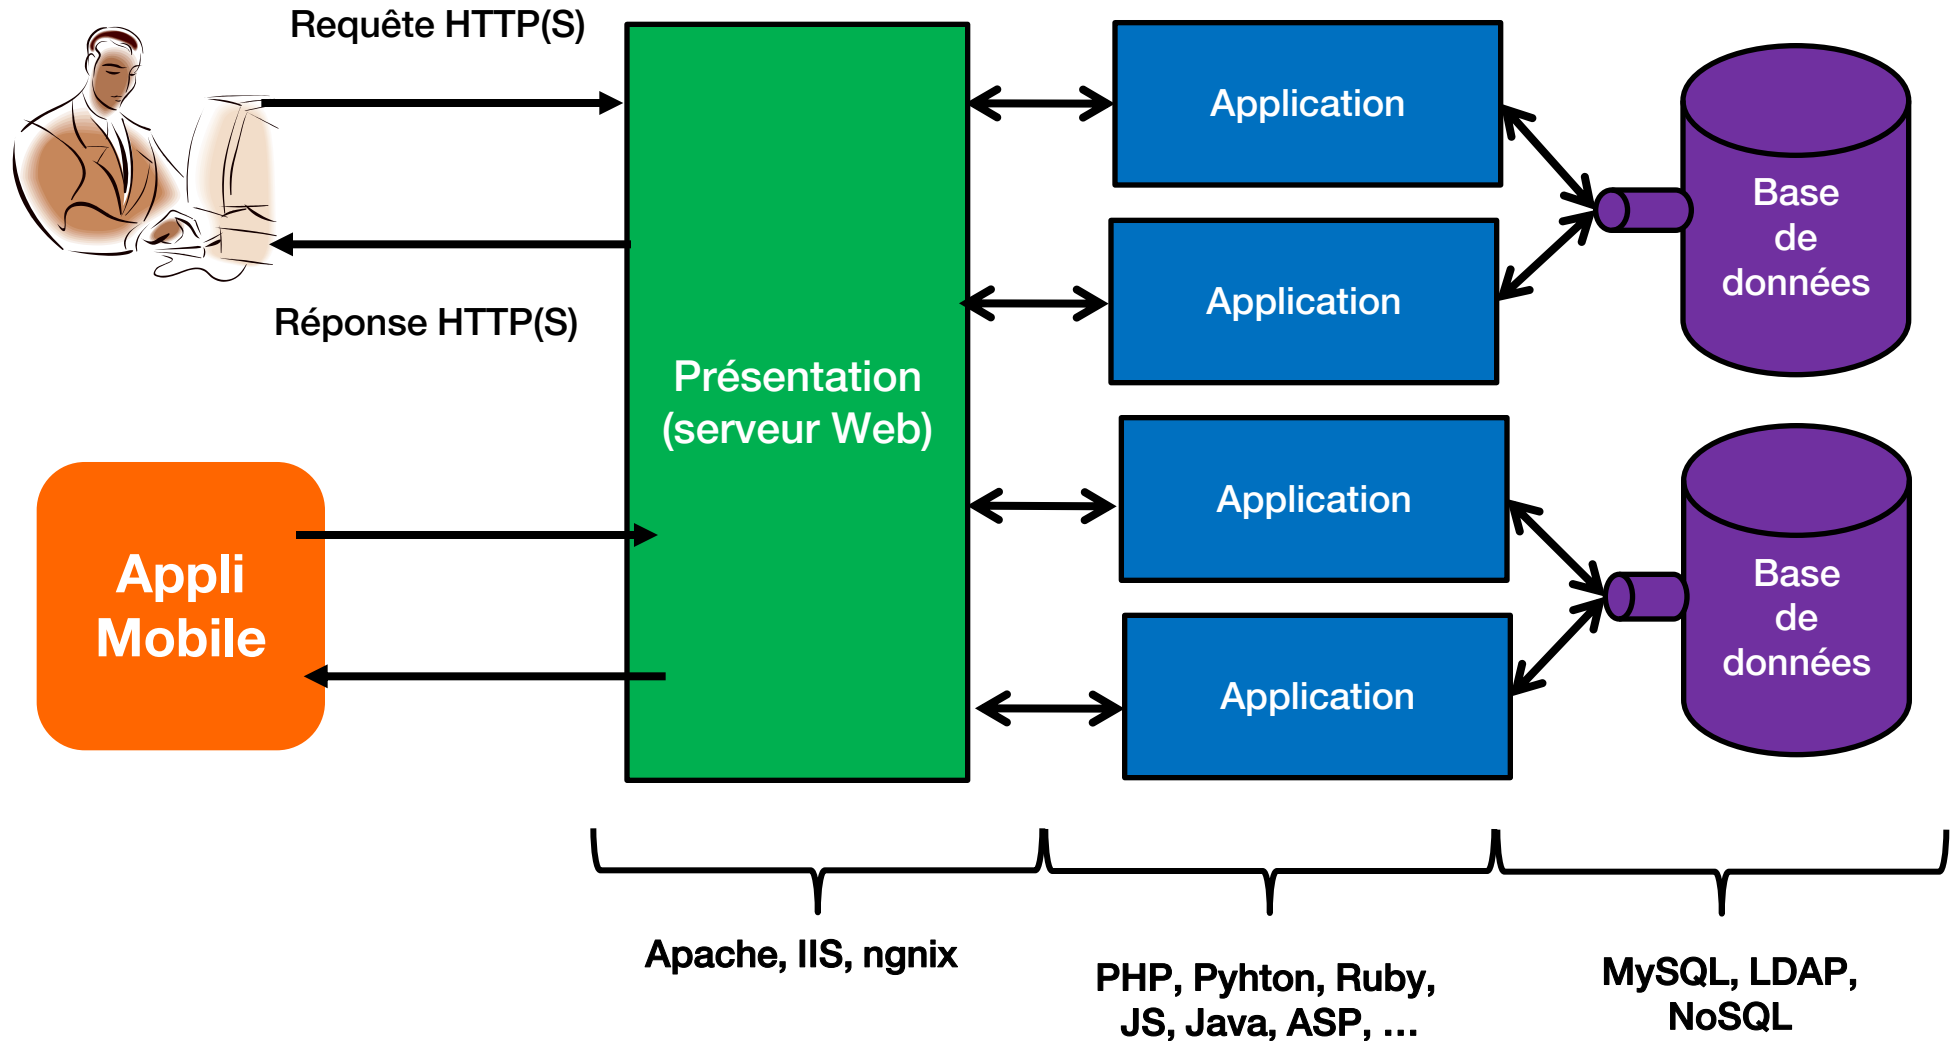 Requête HTTP(S)
Réponse HTTP(S)
Appli
Mobile
Présentation
(serveur Web)
Application
Application
Application
Application
Base
de
données
Base
de
données
Apache, IIS, ngnix
PHP, Pyhton, Ruby,
JS, Java, ASP, ...
MySQL, LDAP,
NoSQL